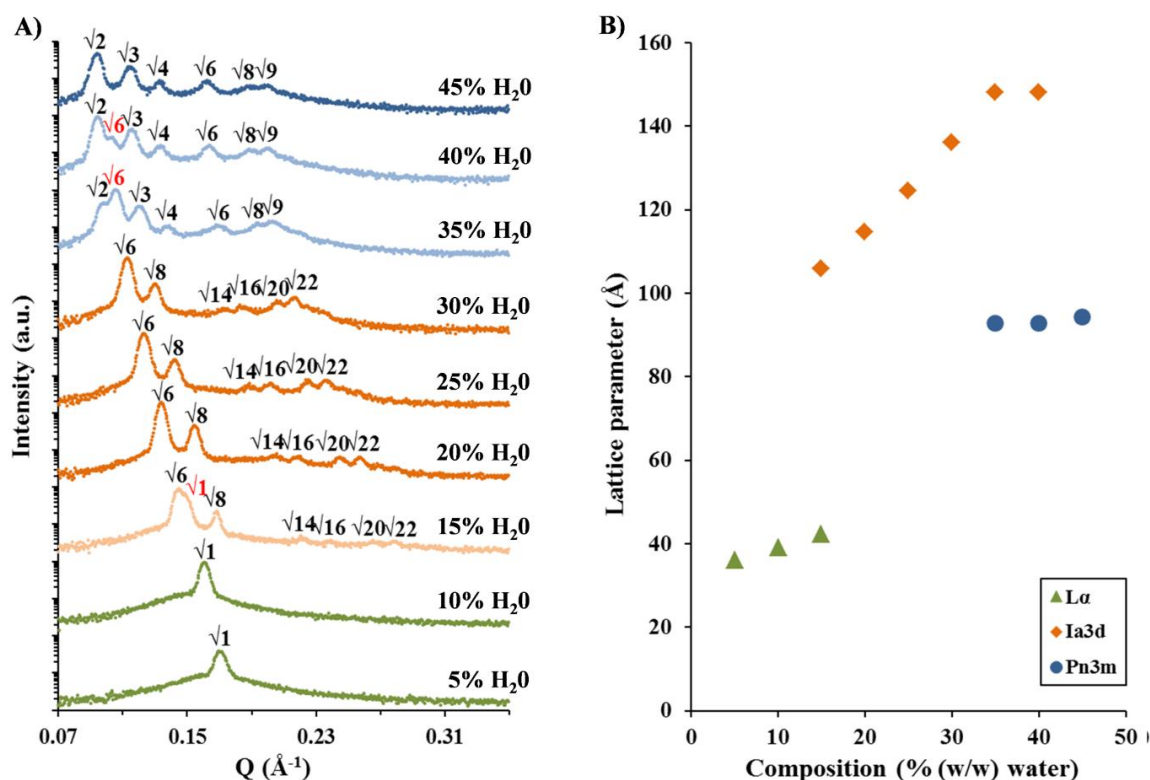 A)
√2
√3
√4
√6
√8
√9
45% H₂0
√2
√6
√3
√4
√6
√8
√9
40% H₂0
√6
√2
√3
√4
√6
√8
√9
35% H₂0
√6
√8
√14
√16
√20
√22
30% H₂0
√6
√8
√14
√16
√20
√22
25% H₂0
√6
√8
√14
√16
√20
√22
20% H₂0
√6
√1
√8
√14
√16
√20
√22
15% H₂0
√1
10% H₂0
√1
5% H₂0
Intensity (a.u.)
0.07 0.15 0.23 0.31
Q (Å⁻¹)
B)
160
140
120
100
80
60
40
20
0
Lattice parameter (Å)
Lα
Ia3d
Pn3m
0 10 20 30 40 50
Composition (% (w/w) water)
)